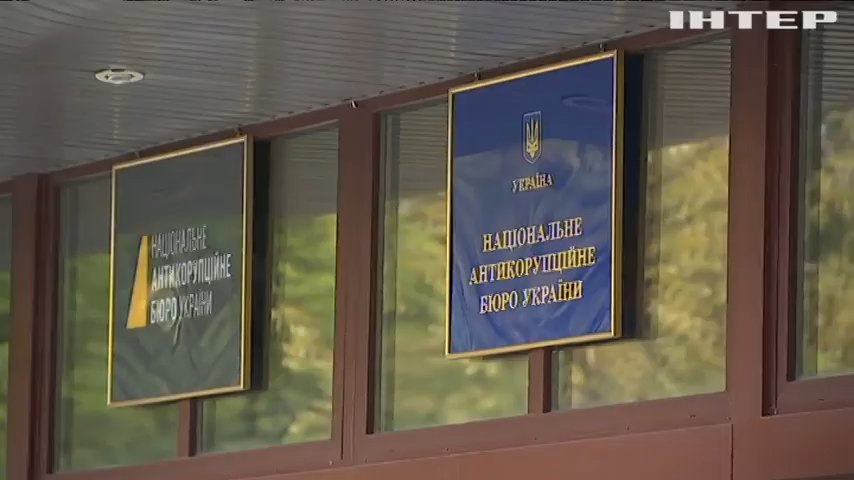 ІНТЕР
НАЦІОНАЛЬНЕ
АНТИКОРУПЦІЙНЕ
БЮРО УКРАЇНИ
УКРАЇНА
НАЦІОНАЛЬНЕ
АНТИКОРУПЦІЙНЕ
БЮРО УКРАЇНИ